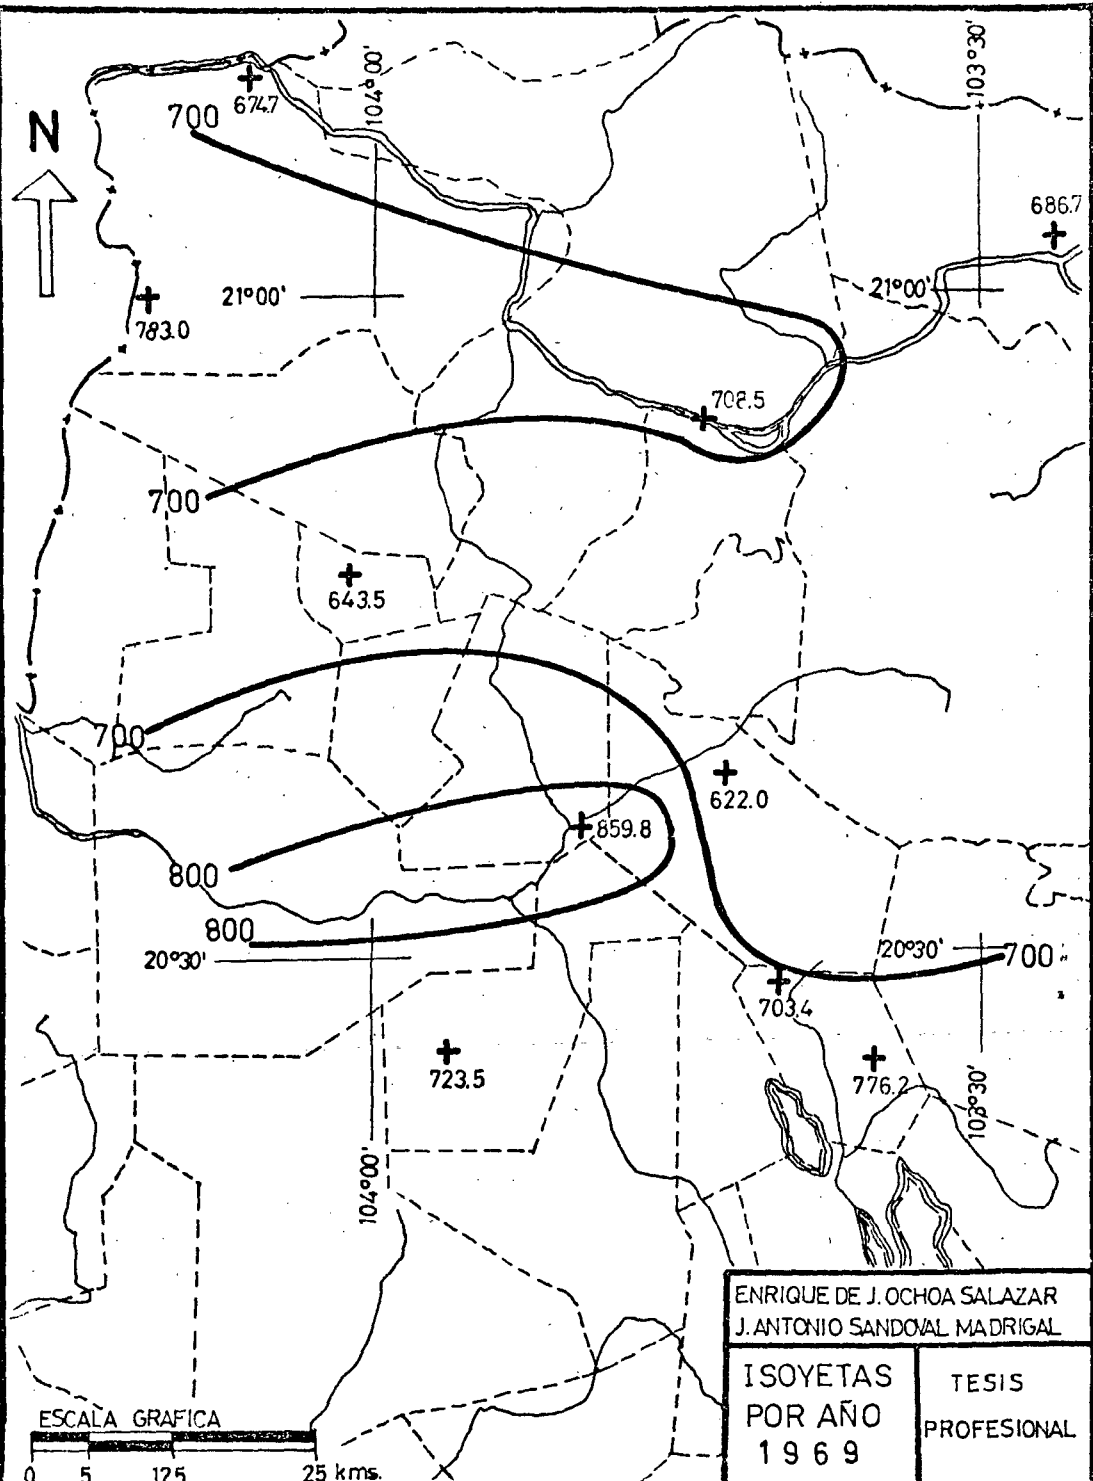 104°00'
103°30'
N
674.7
700
686.7
21°00'
21°00'
783.0
708.5
700
643.5
700
622.0
859.8
800
800
20°30'
20°30'
700
703.4
723.5
776.2
103°30'
104°00'
ENRIQUE DE J. OCHOA SALAZAR
J. ANTONIO SANDOVAL MADRIGAL
ISOYETAS
POR AÑO
1969
TESIS
PROFESIONAL
ESCALA GRAFICA
0 5 12.5 25 kms.